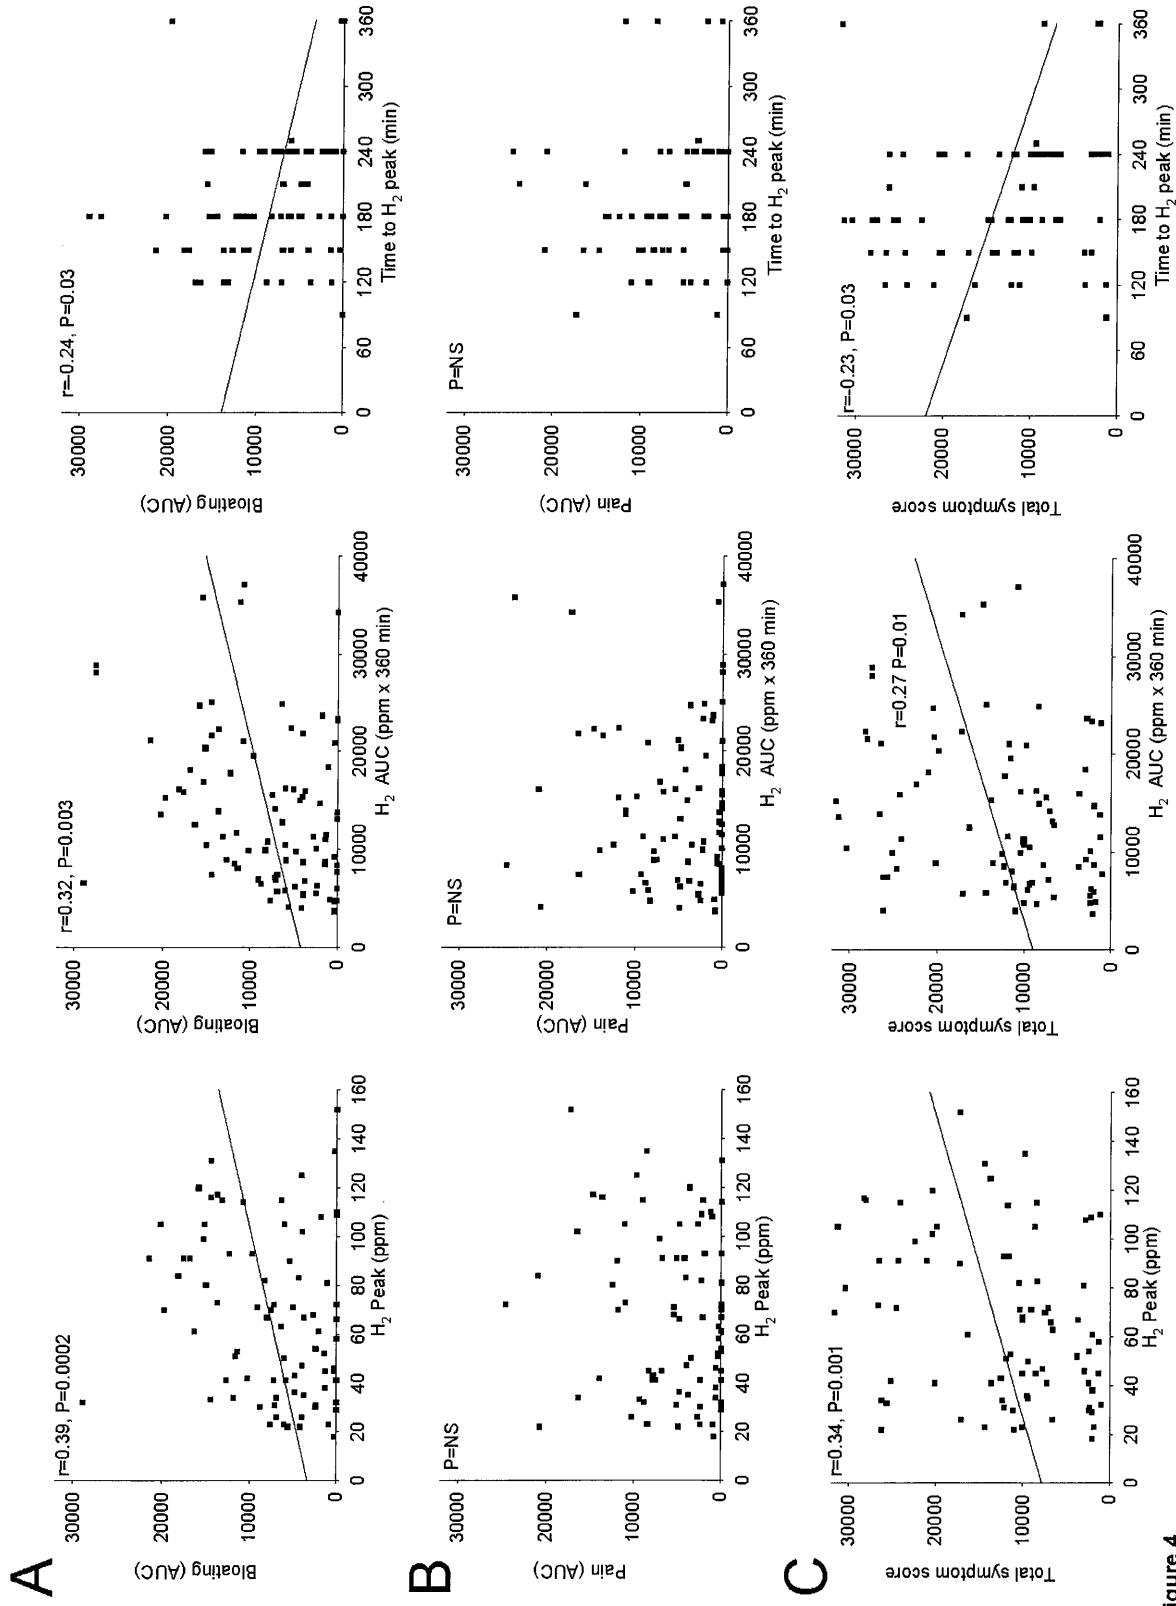 A
r=0.39, P=0.0002
Bloating (AUC)
30000
20000
10000
0
0 20 40 60 80 100 120 140 160
H2 Peak (ppm)
r=0.32, P=0.003
Bloating (AUC)
30000
20000
10000
0
0 10000 20000 30000 40000
H2 AUC (ppm x 360 min)
r=-0.24, P=0.03
Bloating (AUC)
30000
20000
10000
0
0 60 120 180 240 300 360
Time to H2 peak (min)
B
P=NS
Pain (AUC)
30000
20000
10000
0
0 20 40 60 80 100 120 140 160
H2 Peak (ppm)
P=NS
Pain (AUC)
30000
20000
10000
0
0 10000 20000 30000 40000
H2 AUC (ppm x 360 min)
P=NS
Pain (AUC)
30000
20000
10000
0
0 60 120 180 240 300 360
Time to H2 peak (min)
C
r=0.34, P=0.001
Total symptom score
30000
20000
10000
0
0 20 40 60 80 100 120 140 160
H2 Peak (ppm)
r=0.27 P=0.01
Total symptom score
30000
20000
10000
0
0 10000 20000 30000 40000
H2 AUC (ppm x 360 min)
r=-0.23, P=0.03
Total symptom score
30000
20000
10000
0
0 60 120 180 240 300 360
Time to H2 peak (min)
igure 4